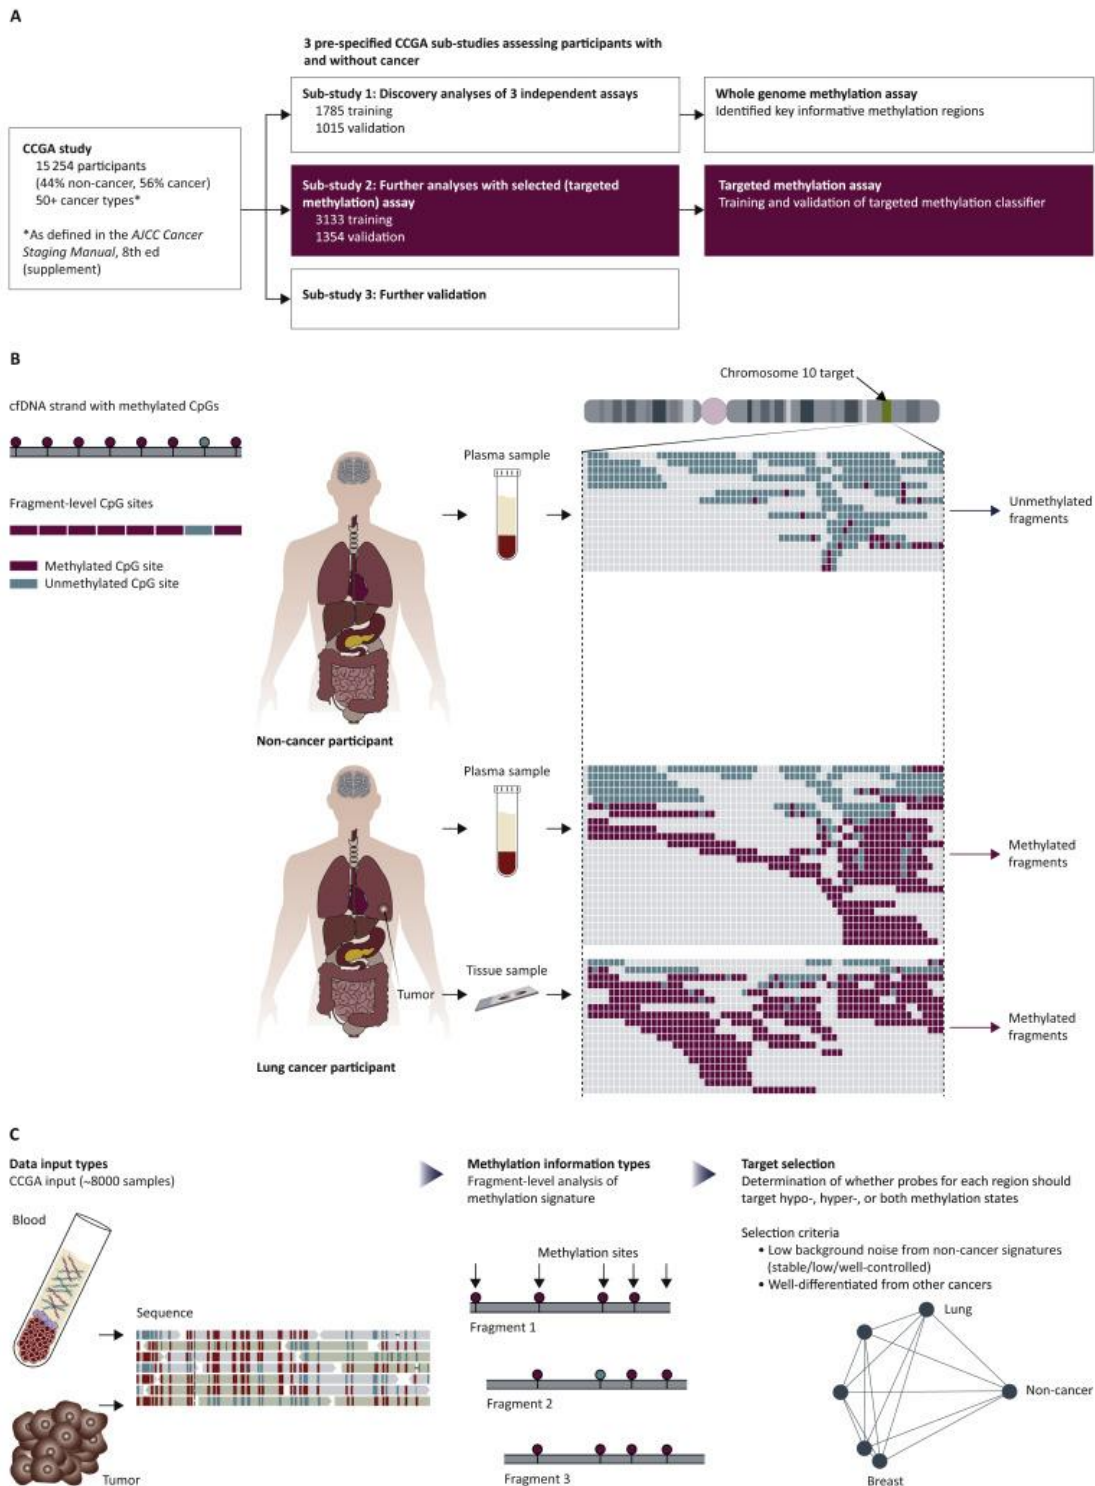 A
3 pre-specified CCGA sub-studies assessing participants with
and without cancer
CCGA study
15 254 participants
(44% non-cancer, 56% cancer)
50+ cancer types*
*As defined in the AJCC Cancer
Staging Manual, 8th ed
(supplement)
Sub-study 1: Discovery analyses of 3 independent assays
1785 training
1015 validation
Whole genome methylation assay
Identified key informative methylation regions
Sub-study 2: Further analyses with selected (targeted
methylation) assay
3133 training
1354 validation
Targeted methylation assay
Training and validation of targeted methylation classifier
Sub-study 3: Further validation
B
cfDNA strand with methylated CpGs
Fragment-level CpG sites
Methylated CpG site
Unmethylated CpG site
Chromosome 10 target
Plasma sample
Unmethylated
fragments
Non-cancer participant
Plasma sample
Methylated
fragments
Tissue sample
Tumor
Methylated
fragments
Lung cancer participant
C
Data input types
CCGA input (~8000 samples)
Blood
Sequence
Tumor
Methylation information types
Fragment-level analysis of
methylation signature
Methylation sites
Fragment 1
Fragment 2
Fragment 3
Target selection
Determination of whether probes for each region should
target hypo-, hyper-, or both methylation states
Selection criteria
• Low background noise from non-cancer signatures
(stable/low/well-controlled)
• Well-differentiated from other cancers
Lung
Non-cancer
Breast